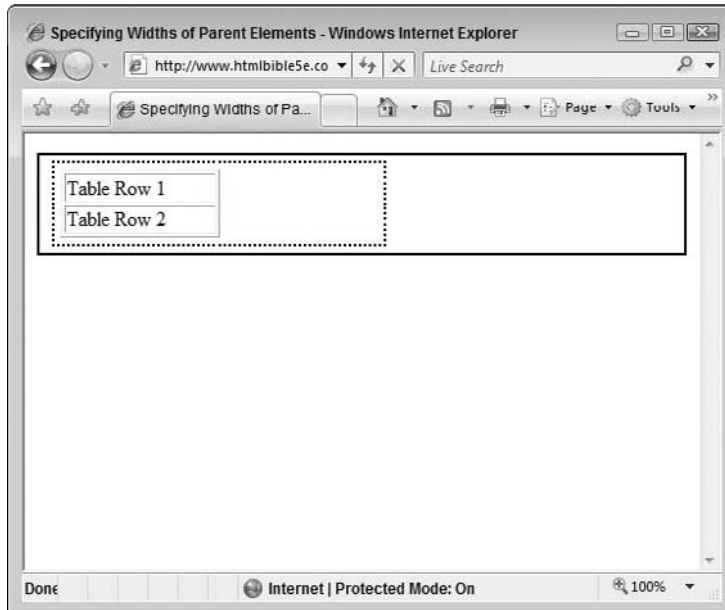 Specifying Widths of Parent Elements - Windows Internet Explorer
http://www.htmlbible5e.co
Live Search
Specifying Widths of Pa...
Page
Tools
»
Table Row 1
Table Row 2
Done
Internet | Protected Mode: On
100%